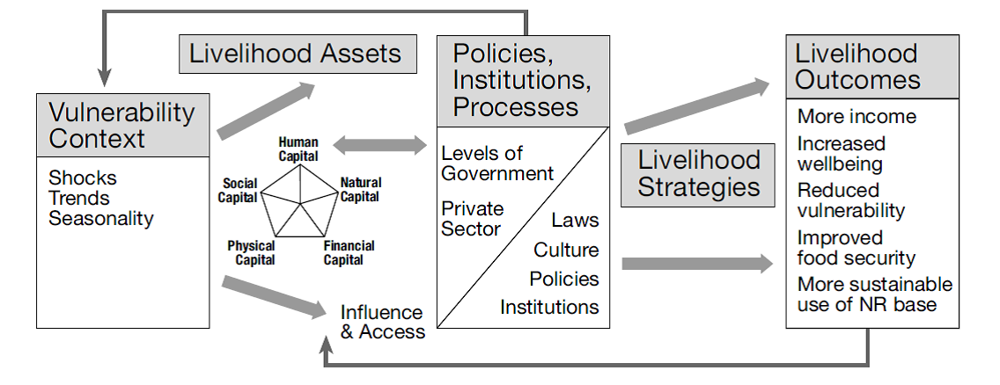 Vulnerability
Context
Shocks
Trends
Seasonality
Livelihood Assets
Human
Capital
Social
Capital
Natural
Capital
Physical
Capital
Financial
Capital
Influence
& Access
Policies,
Institutions,
Processes
Levels of
Government
Private
Sector
Laws
Culture
Policies
Institutions
Livelihood
Strategies
Livelihood
Outcomes
More income
Increased
wellbeing
Reduced
vulnerability
Improved
food security
More sustainable
use of NR base